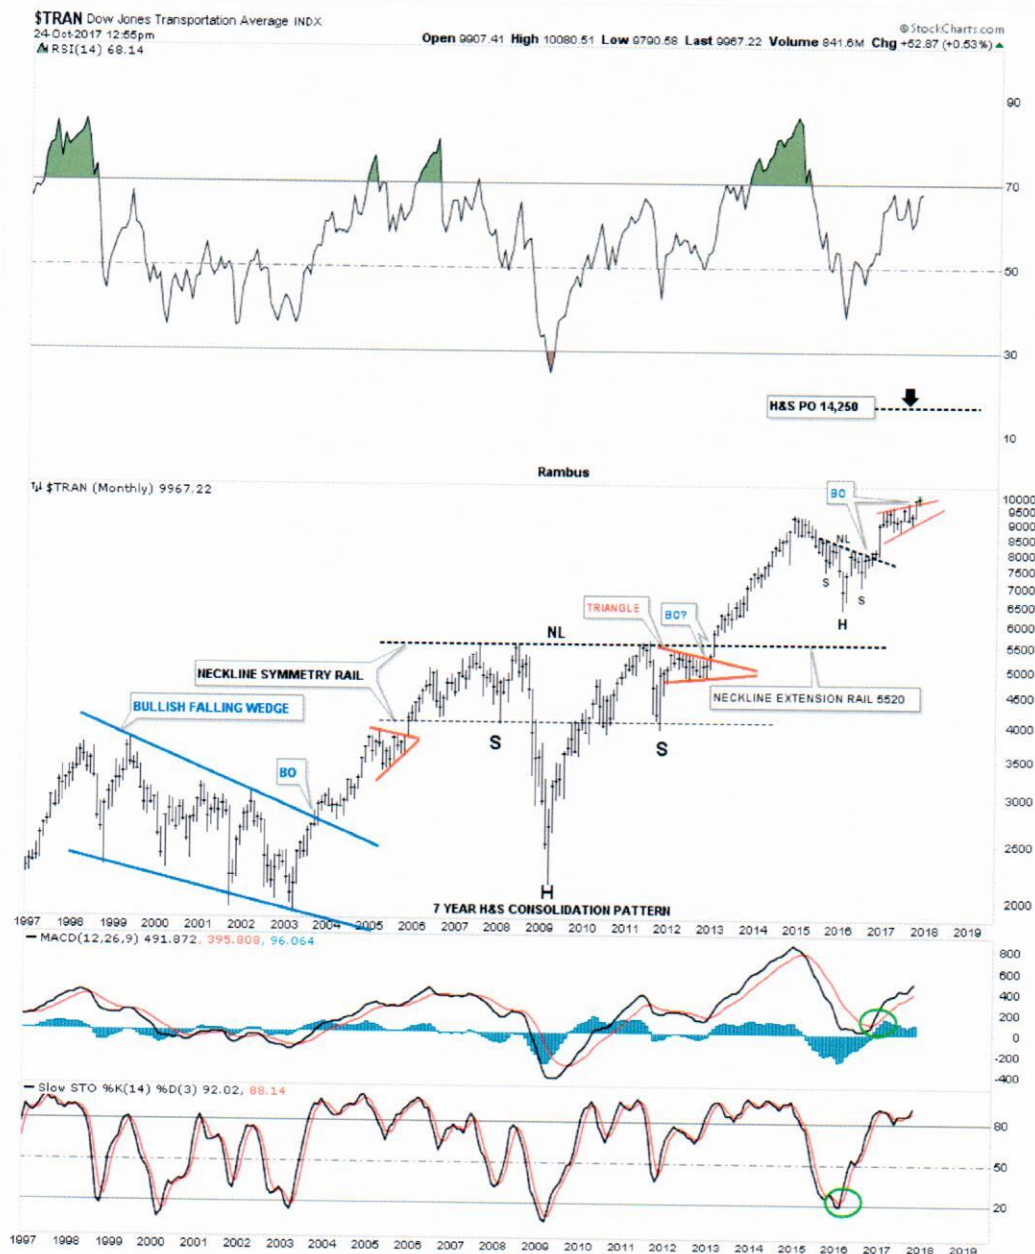 $TRAN Dow Jones Transportation Average INDX
© StockCharts.com
24-Oct-2017 12:55pm
Open 9907.41 High 10080.51 Low 9790.58 Last 9967.22 Volume 841.6M Chg +52.87 (+0.53%)
RSI(14) 68.14
90
70
50
30
H&S PO 14,250
10
Rambus
$TRAN (Monthly) 9967.22
BO
10000
9500
9000
8500
8000
7500
7000
6500
6000
5500
5000
4500
4000
3500
3000
2500
2000
NL
S
S
H
TRIANGLE
BO?
NL
NECKLINE SYMMETRY RAIL
NECKLINE EXTENSION RAIL 5520
BULLISH FALLING WEDGE
S
S
BO
H
7 YEAR H&S CONSOLIDATION PATTERN
1997 1998 1999 2000 2001 2002 2003 2004 2005 2006 2007 2008 2009 2010 2011 2012 2013 2014 2015 2016 2017 2018 2019
MACD(12,26,9) 491.872, 395.808, 96.064
800
600
400
200
0
-200
-400
Slow STO %K(14) %D(3) 92.02, 88.14
80
50
20
1997 1998 1999 2000 2001 2002 2003 2004 2005 2006 2007 2008 2009 2010 2011 2012 2013 2014 2015 2016 2017 2018 2019